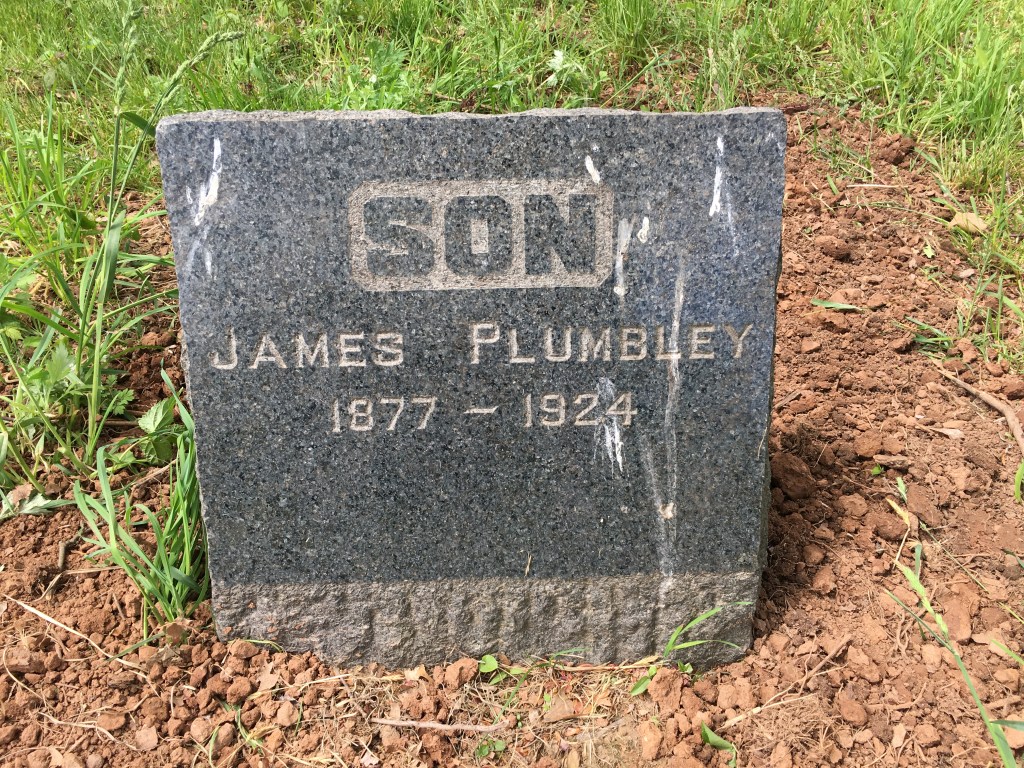 SON
JAMES PLUMBLEY
1877 – 1924